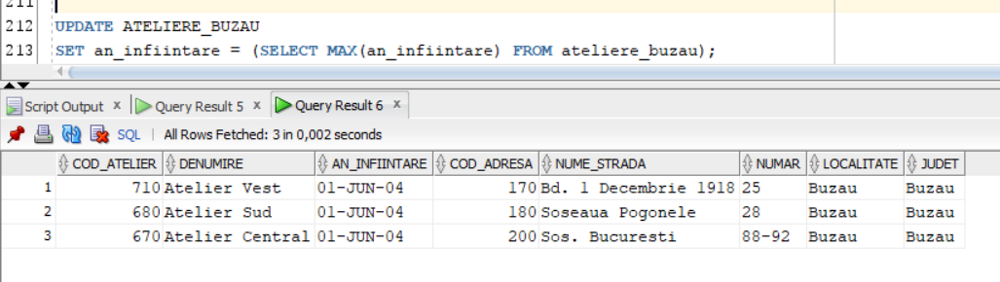 211
212 UPDATE ATELIERE_BUZAU
213 SET an_infiintare = (SELECT MAX(an_infiintare) FROM ateliere_buzau);
Script Output x Query Result 5 x Query Result 6 x
SQL | All Rows Fetched: 3 in 0,002 seconds
COD_ATELIER DENUMIRE AN_INFIINTARE COD_ADRESA NUME_STRADA NUMAR LOCALITATE JUDET
1 710 Atelier Vest 01-JUN-04 170 Bd. 1 Decembrie 1918 25 Buzau Buzau
2 680 Atelier Sud 01-JUN-04 180 Soseaua Pogonele 28 Buzau Buzau
3 670 Atelier Central 01-JUN-04 200 Sos. Bucuresti 88-92 Buzau Buzau